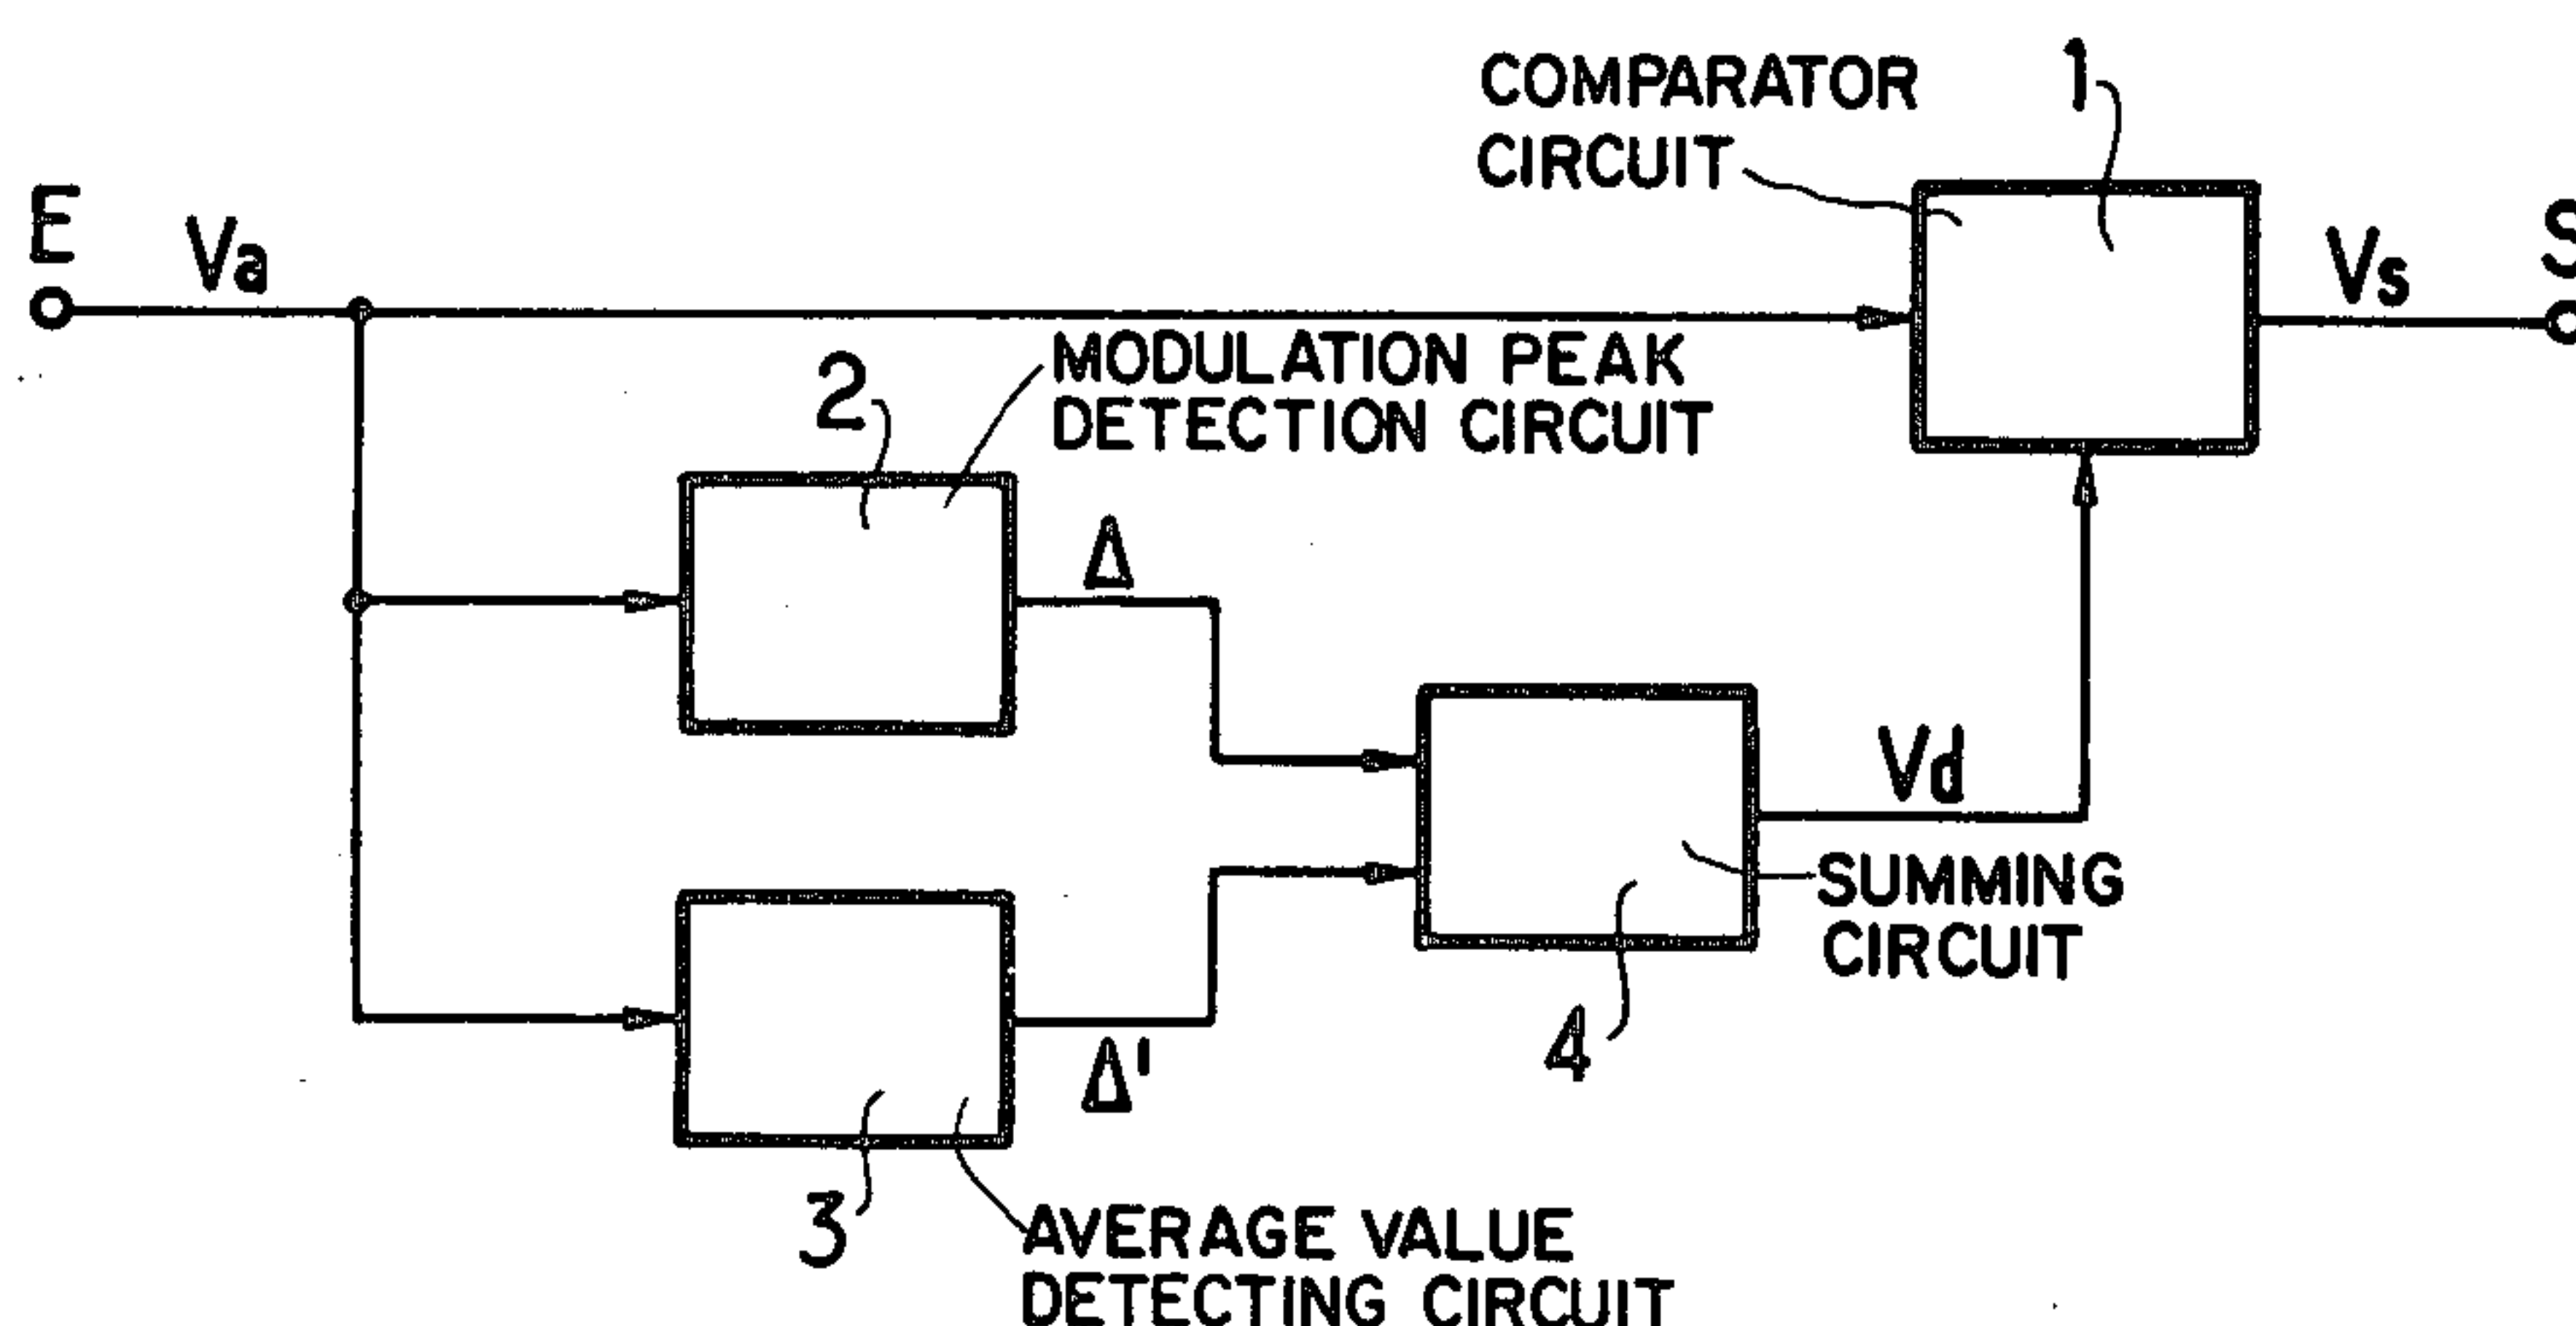 COMPARATOR
CIRCUIT
1
E
Va
Vs
S
2
MODULATION PEAK
DETECTION CIRCUIT
Δ
Vd
SUMMING
CIRCUIT
4
Δ'
3
AVERAGE VALUE
DETECTING CIRCUIT